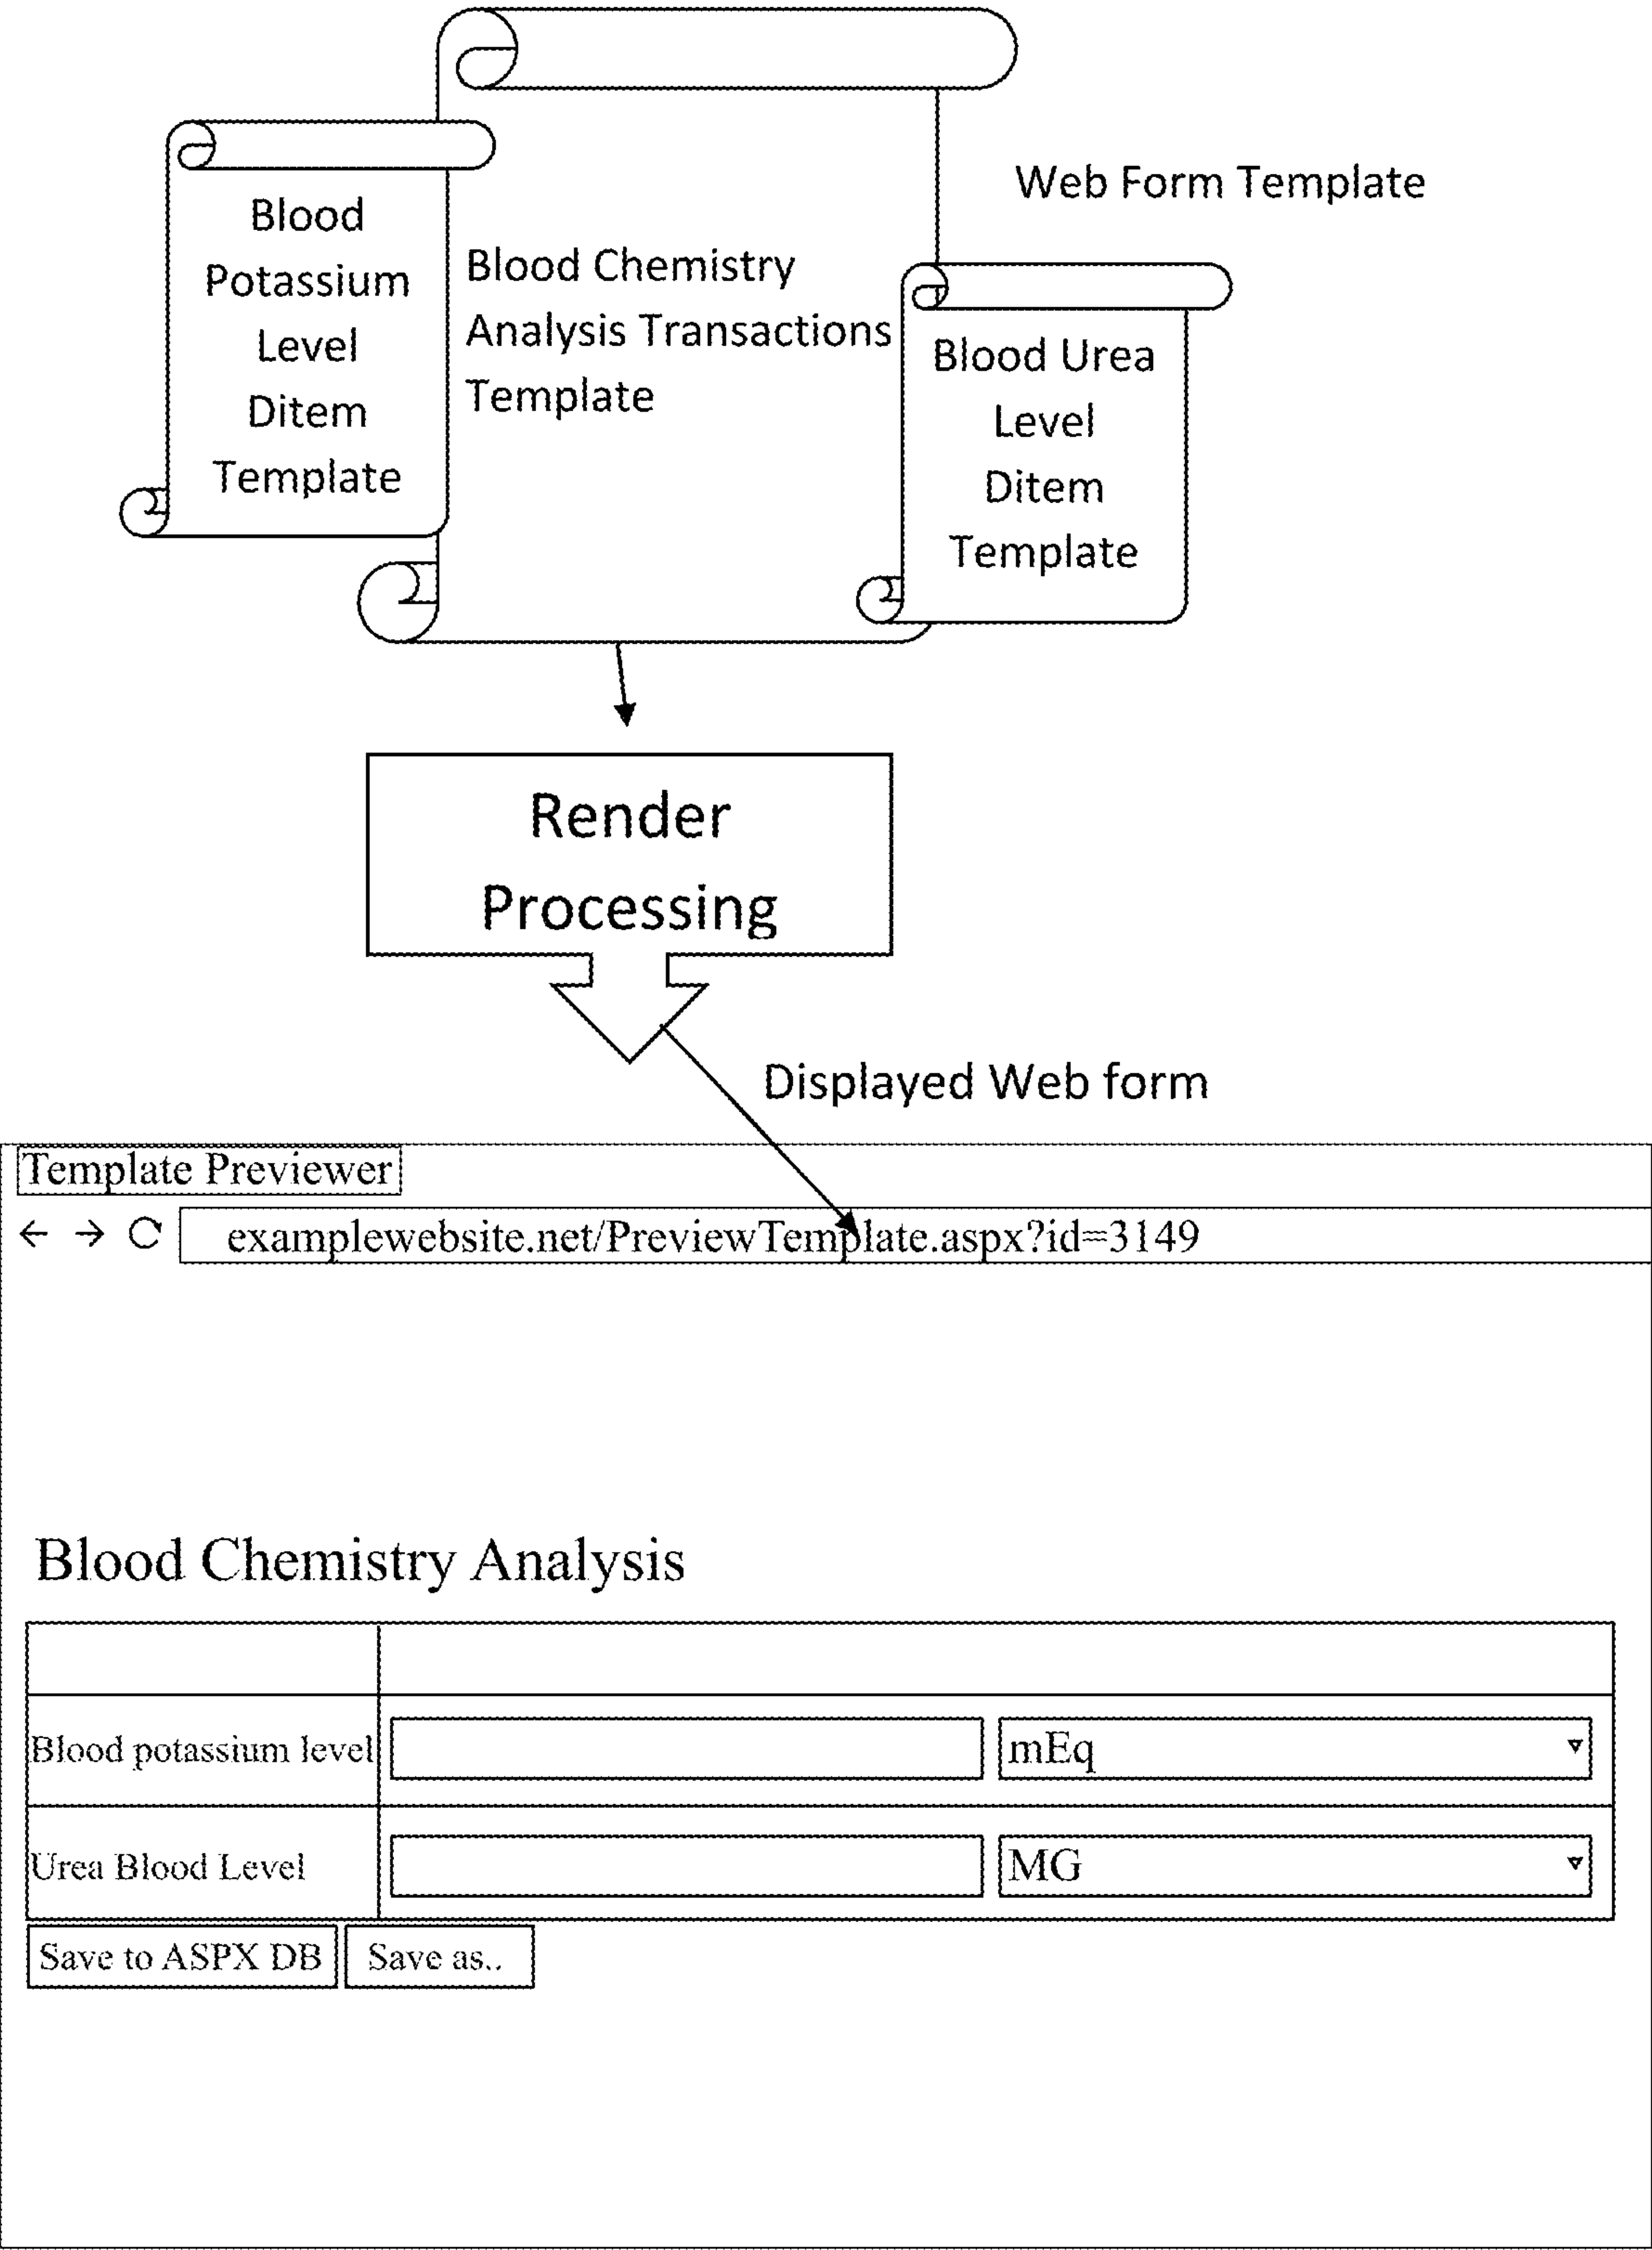 Web Form Template
Blood
Potassium
Level
Ditem
Template
Blood Chemistry
Analysis Transactions
Template
Blood Urea
Level
Ditem
Template
Render
Processing
Displayed Web form
Template Previewer
examplewebsite.net/PreviewTemplate.aspx?id=3149
Blood Chemistry Analysis
Blood potassium level mEq
Urea Blood Level MG
Save to ASPX DB Save as..